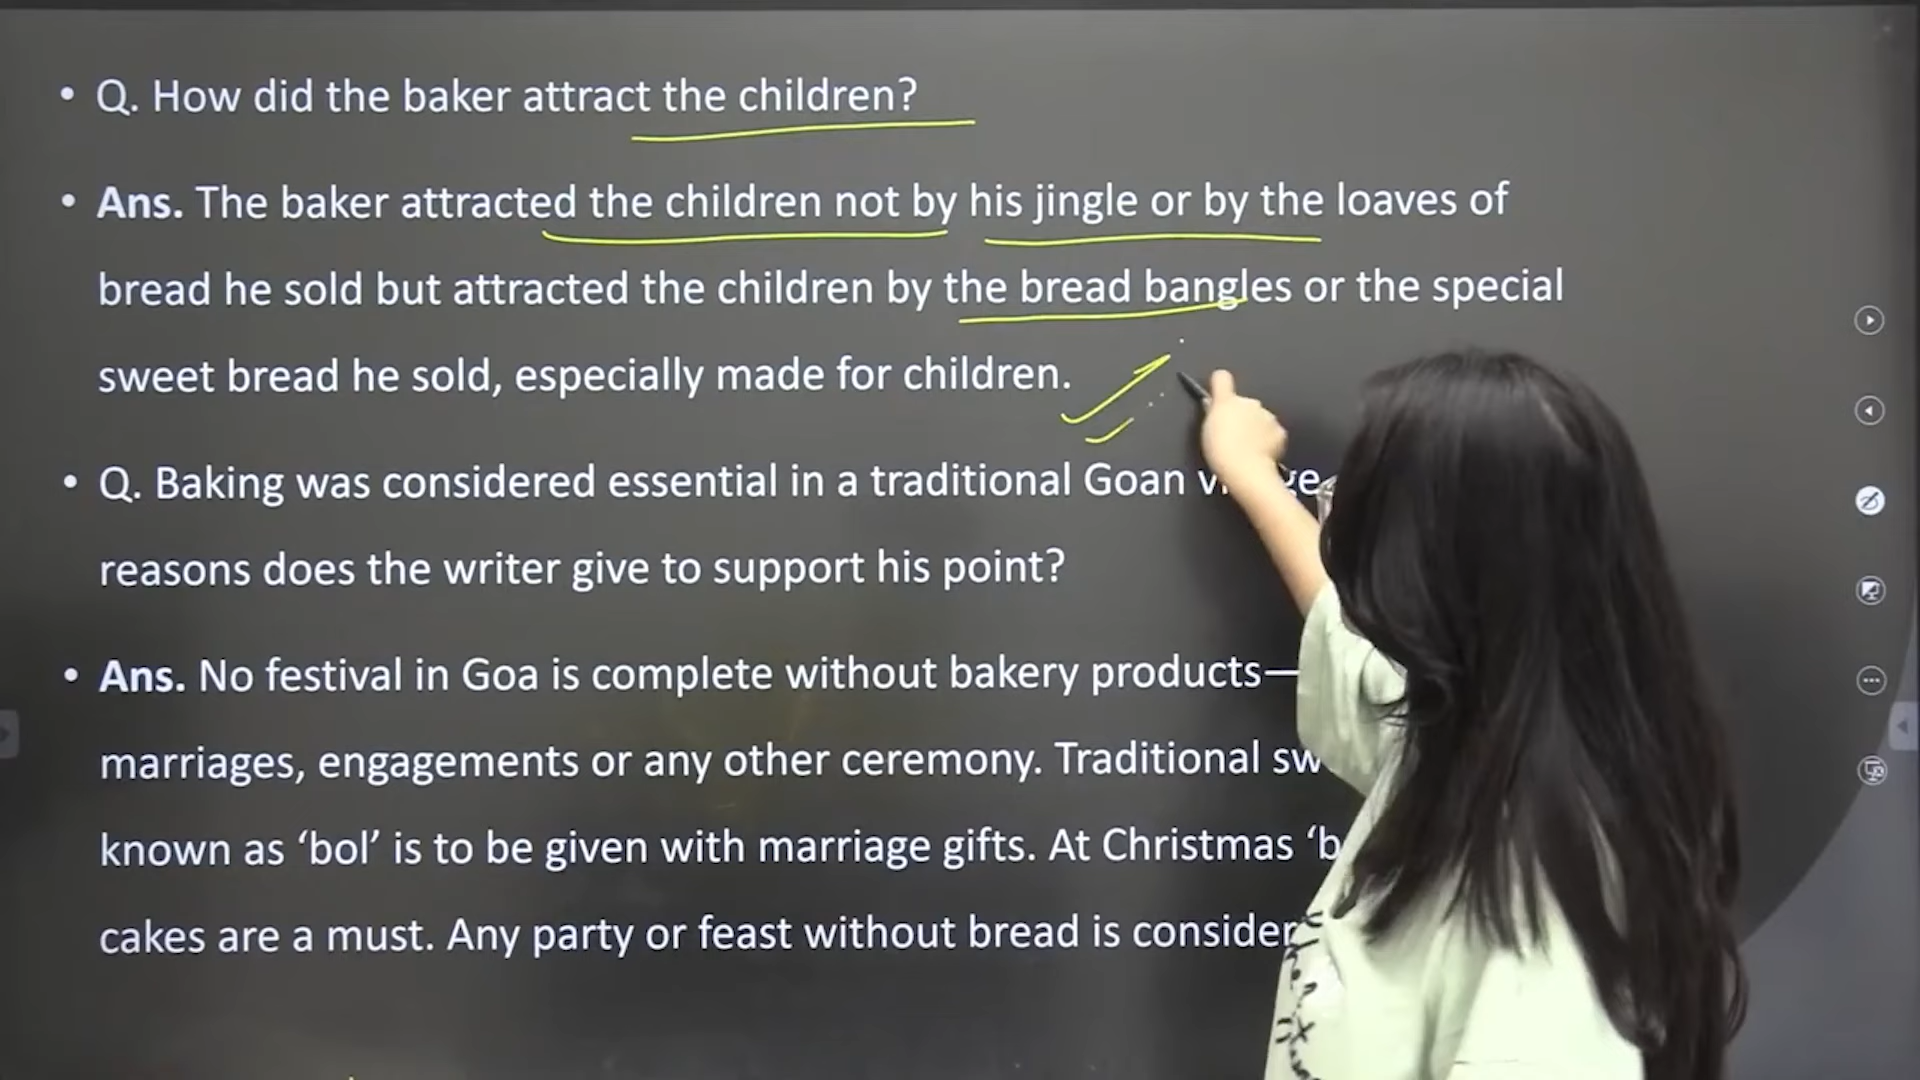 • Q. How did the baker attract the children?
• Ans. The baker attracted the children not by his jingle or by the loaves of
bread he sold but attracted the children by the bread bangles or the special
sweet bread he sold, especially made for children.
• Q. Baking was considered essential in a traditional Goan
reasons does the writer give to support his point?
• Ans. No festival in Goa is complete without bakery products—
marriages, engagements or any other ceremony. Traditional
known as ‘bol’ is to be given with marriage gifts. At Christmas
cakes are a must. Any party or feast without bread is